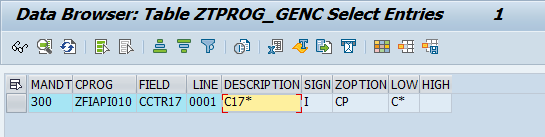 Data Browser: Table ZTPROG_GENC Select Entries 1
MANDT CPROG FIELD LINE DESCRIPTION SIGN ZOPTION LOW HIGH
300 ZFIAPI010 CCTR17 0001 C17* I CP C*